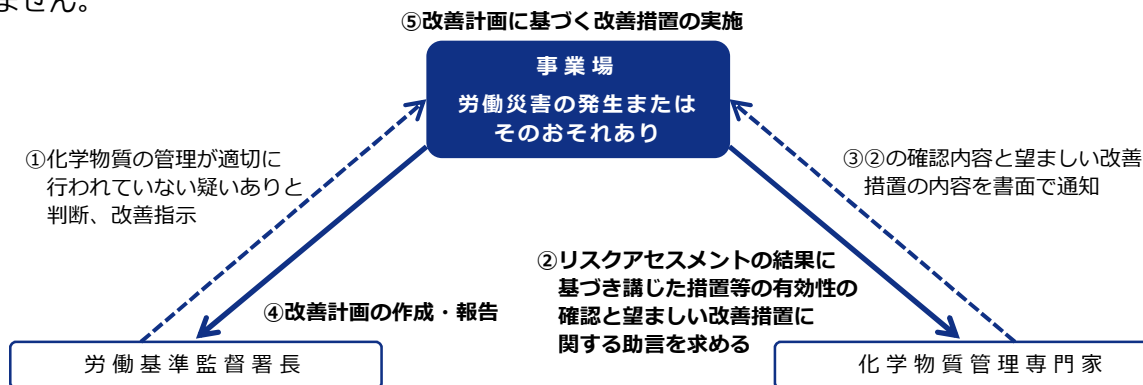 ません。
⑤改善計画に基づく改善措置の実施
事業場
労働災害の発生または
そのおそれあり
①化学物質の管理が適切に
行われていない疑いありと
判断、改善指示
③②の確認内容と望ましい改善
措置の内容を書面で通知
②リスクアセスメントの結果に
基づき講じた措置等の有効性の
確認と望ましい改善措置に
関する助言を求める
④改善計画の作成・報告
労働基準監督署長
化学物質管理専門家